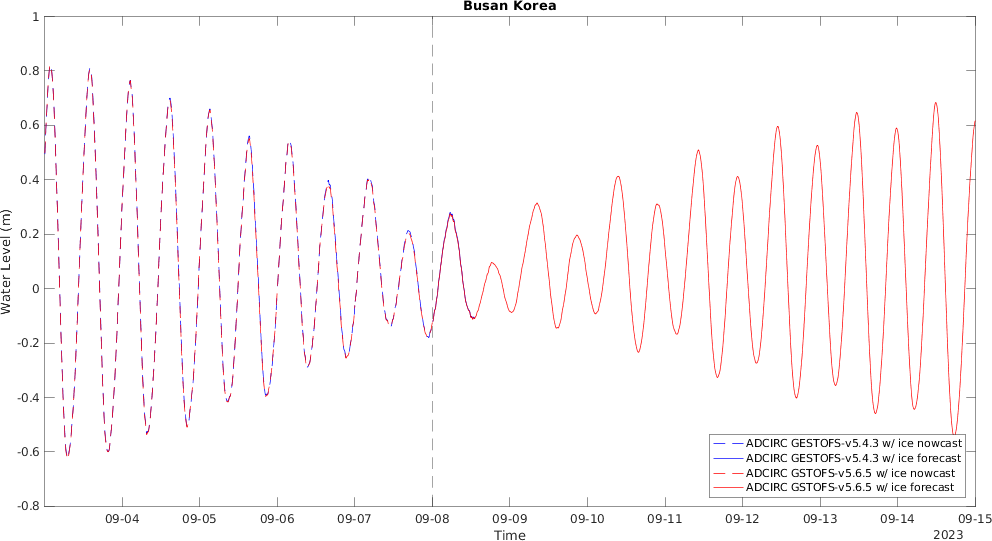 Busan Korea
1
0.8
0.6
0.4
0.2
0
-0.2
-0.4
-0.6
-0.8
Water Level (m)
ADCIRC GESTOFS-v5.4.3 w/ ice nowcast
ADCIRC GESTOFS-v5.4.3 w/ ice forecast
ADCIRC GSTOFS-v5.6.5 w/ ice nowcast
ADCIRC GSTOFS-v5.6.5 w/ ice forecast
09-04 09-05 09-06 09-07 09-08 09-09 09-10 09-11 09-12 09-13 09-14 09-15
Time
2023